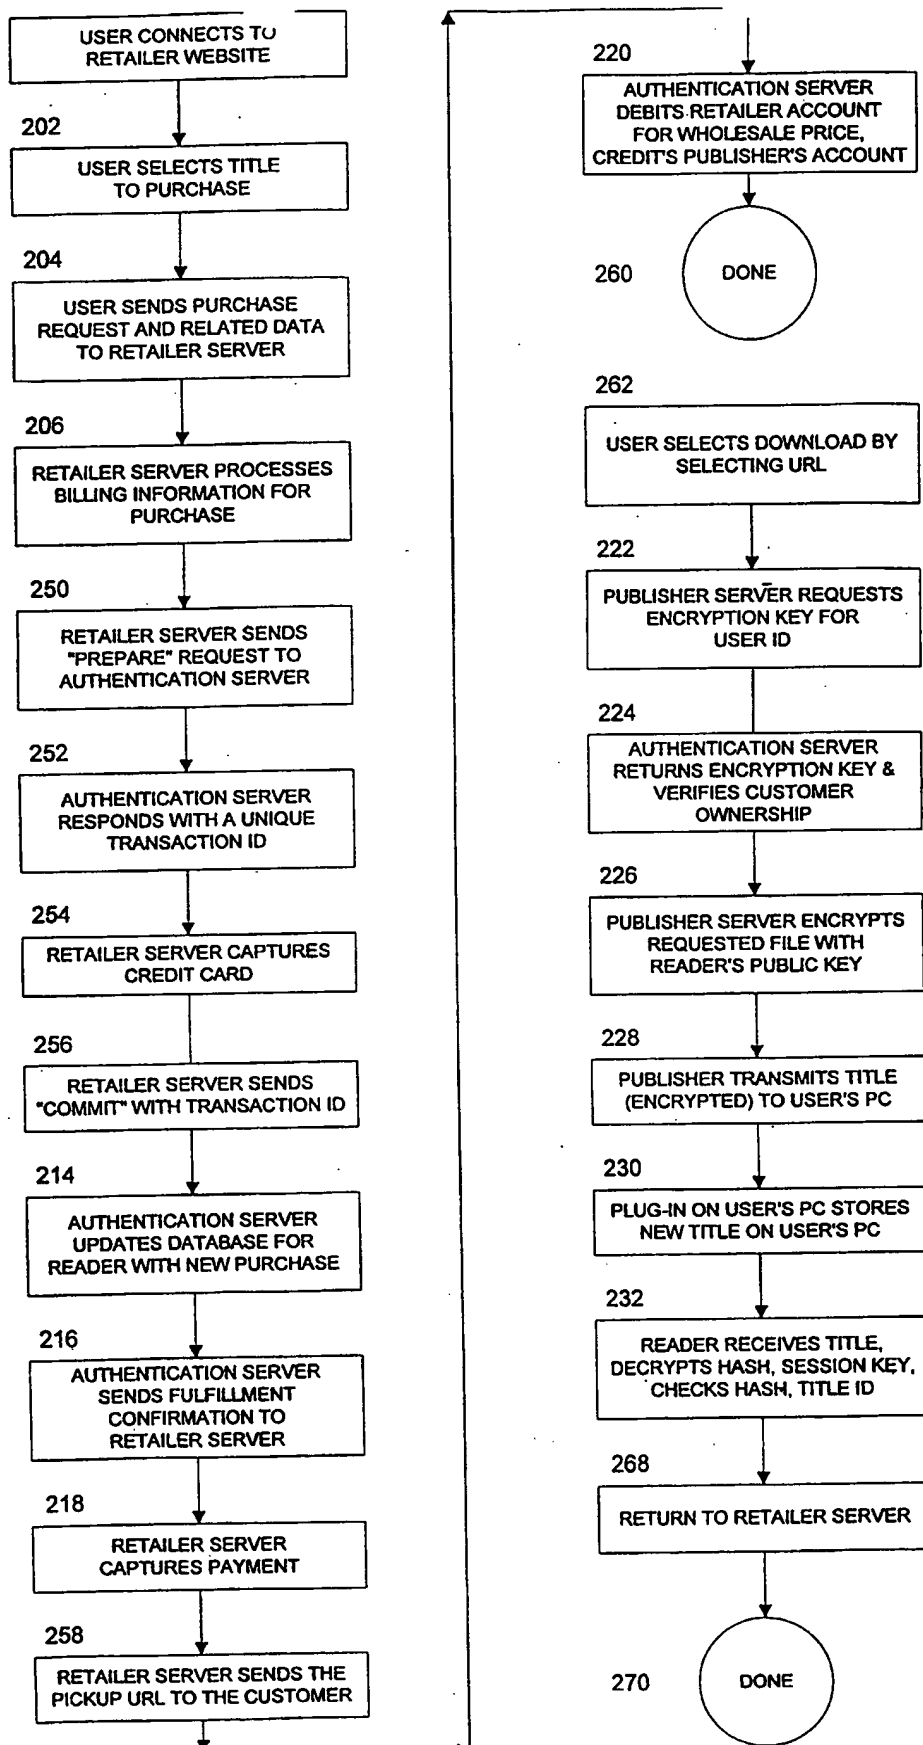 USER CONNECTS TO
RETAILER WEBSITE
202
USER SELECTS TITLE
TO PURCHASE
204
USER SENDS PURCHASE
REQUEST AND RELATED DATA
TO RETAILER SERVER
206
RETAILER SERVER PROCESSES
BILLING INFORMATION FOR
PURCHASE
250
RETAILER SERVER SENDS
"PREPARE" REQUEST TO
AUTHENTICATION SERVER
252
AUTHENTICATION SERVER
RESPONDS WITH A UNIQUE
TRANSACTION ID
254
RETAILER SERVER CAPTURES
CREDIT CARD
256
RETAILER SERVER SENDS
"COMMIT" WITH TRANSACTION ID
214
AUTHENTICATION SERVER
UPDATES DATABASE FOR
READER WITH NEW PURCHASE
216
AUTHENTICATION SERVER
SENDS FULFILLMENT
CONFIRMATION TO
RETAILER SERVER
218
RETAILER SERVER
CAPTURES PAYMENT
258
RETAILER SERVER SENDS THE
PICKUP URL TO THE CUSTOMER
220
AUTHENTICATION SERVER
DEBITS RETAILER ACCOUNT
FOR WHOLESALE PRICE,
CREDIT'S PUBLISHER'S ACCOUNT
260
DONE
262
USER SELECTS DOWNLOAD BY
SELECTING URL
222
PUBLISHER SERVER REQUESTS
ENCRYPTION KEY FOR
USER ID
224
AUTHENTICATION SERVER
RETURNS ENCRYPTION KEY &
VERIFIES CUSTOMER
OWNERSHIP
226
PUBLISHER SERVER ENCRYPTS
REQUESTED FILE WITH
READER'S PUBLIC KEY
228
PUBLISHER TRANSMITS TITLE
(ENCRYPTED) TO USER'S PC
230
PLUG-IN ON USER'S PC STORES
NEW TITLE ON USER'S PC
232
READER RECEIVES TITLE,
DECRYPTS HASH, SESSION KEY,
CHECKS HASH, TITLE ID
268
RETURN TO RETAILER SERVER
270
DONE